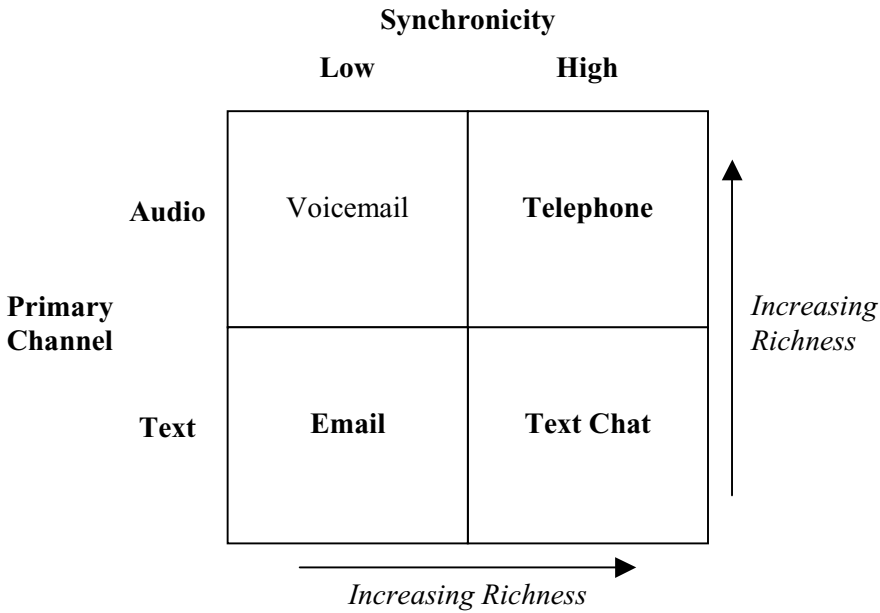 Synchronicity
Low High
Audio Voicemail Telephone
Primary
Channel
Increasing
Richness
Text Email Text Chat
Increasing Richness